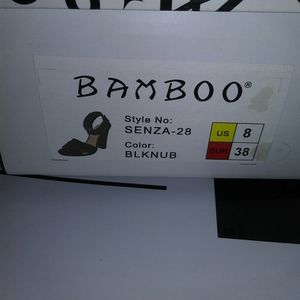 BAMBOO®
Style No:
SENZA-28
Color:
BLKNUB
US 8
EUR 38